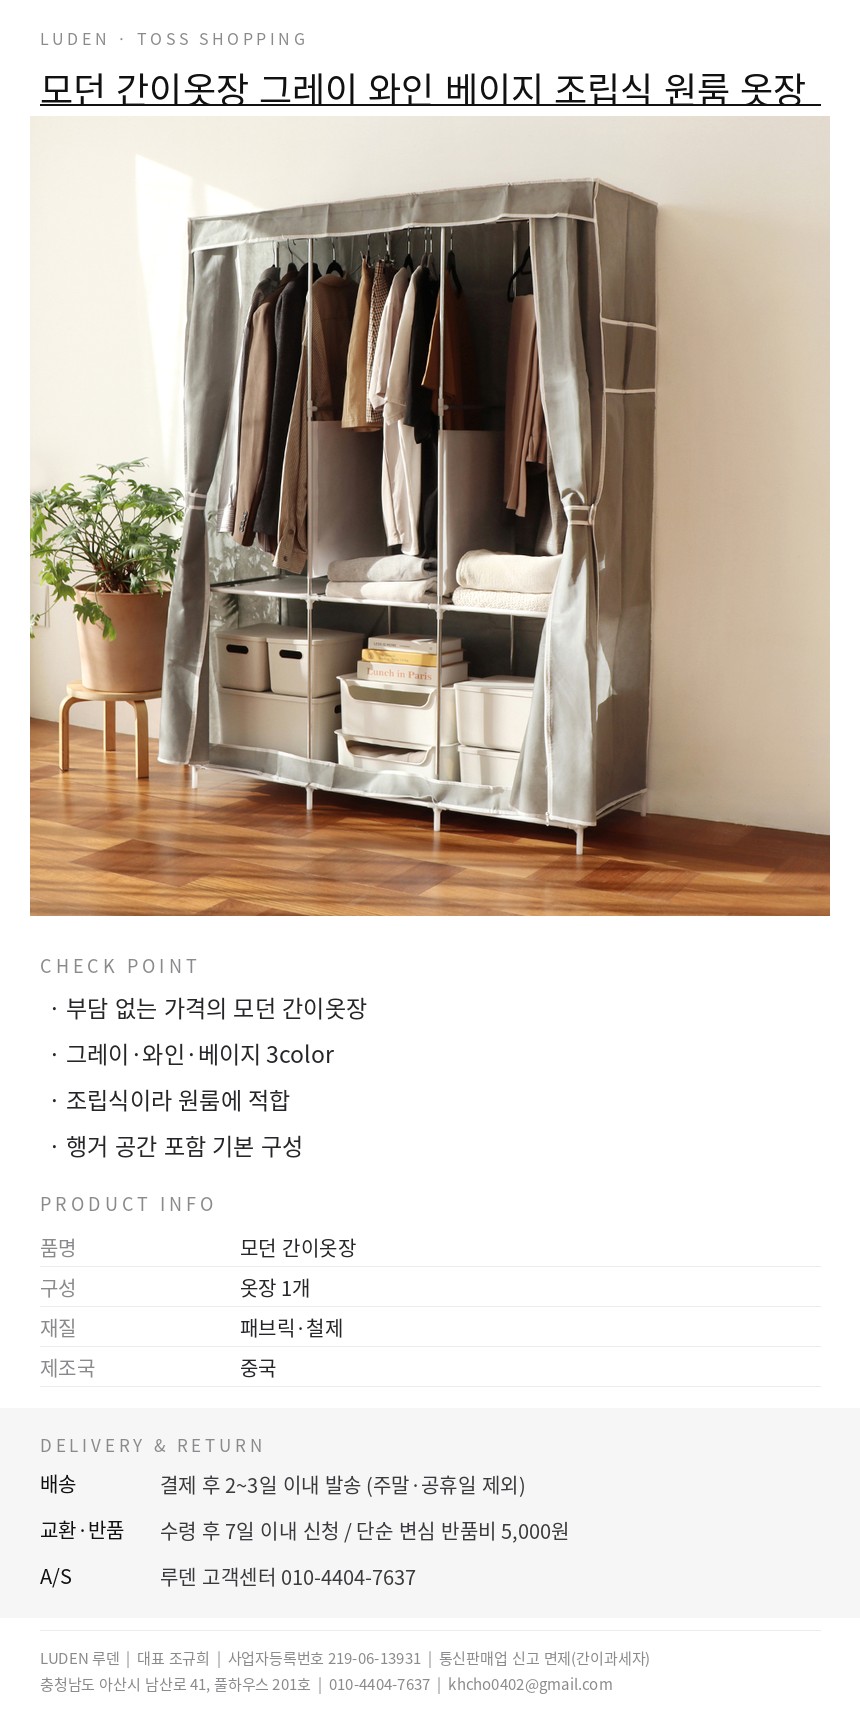 LUDEN · TOSS SHOPPING
모던 간이옷장 그레이 와인 베이지 조립식 원룸 옷장
Lunch in Paris
CHECK POINT
· 부담 없는 가격의 모던 간이옷장
· 그레이·와인·베이지 3color
· 조립식이라 원룸에 적합
· 행거 공간 포함 기본 구성
PRODUCT INFO
품명 모던 간이옷장
구성 옷장 1개
재질 패브릭·철제
제조국 중국
DELIVERY & RETURN
배송 결제 후 2~3일 이내 발송 (주말·공휴일 제외)
교환·반품 수령 후 7일 이내 신청 / 단순 변심 반품비 5,000원
A/S 루덴 고객센터 010-4404-7637
LUDEN 루덴 | 대표 조규희 | 사업자등록번호 219-06-13931 | 통신판매업 신고 면제(간이과세자)
충청남도 아산시 남산로 41, 풀하우스 201호 | 010-4404-7637 | khcho0402@gmail.com